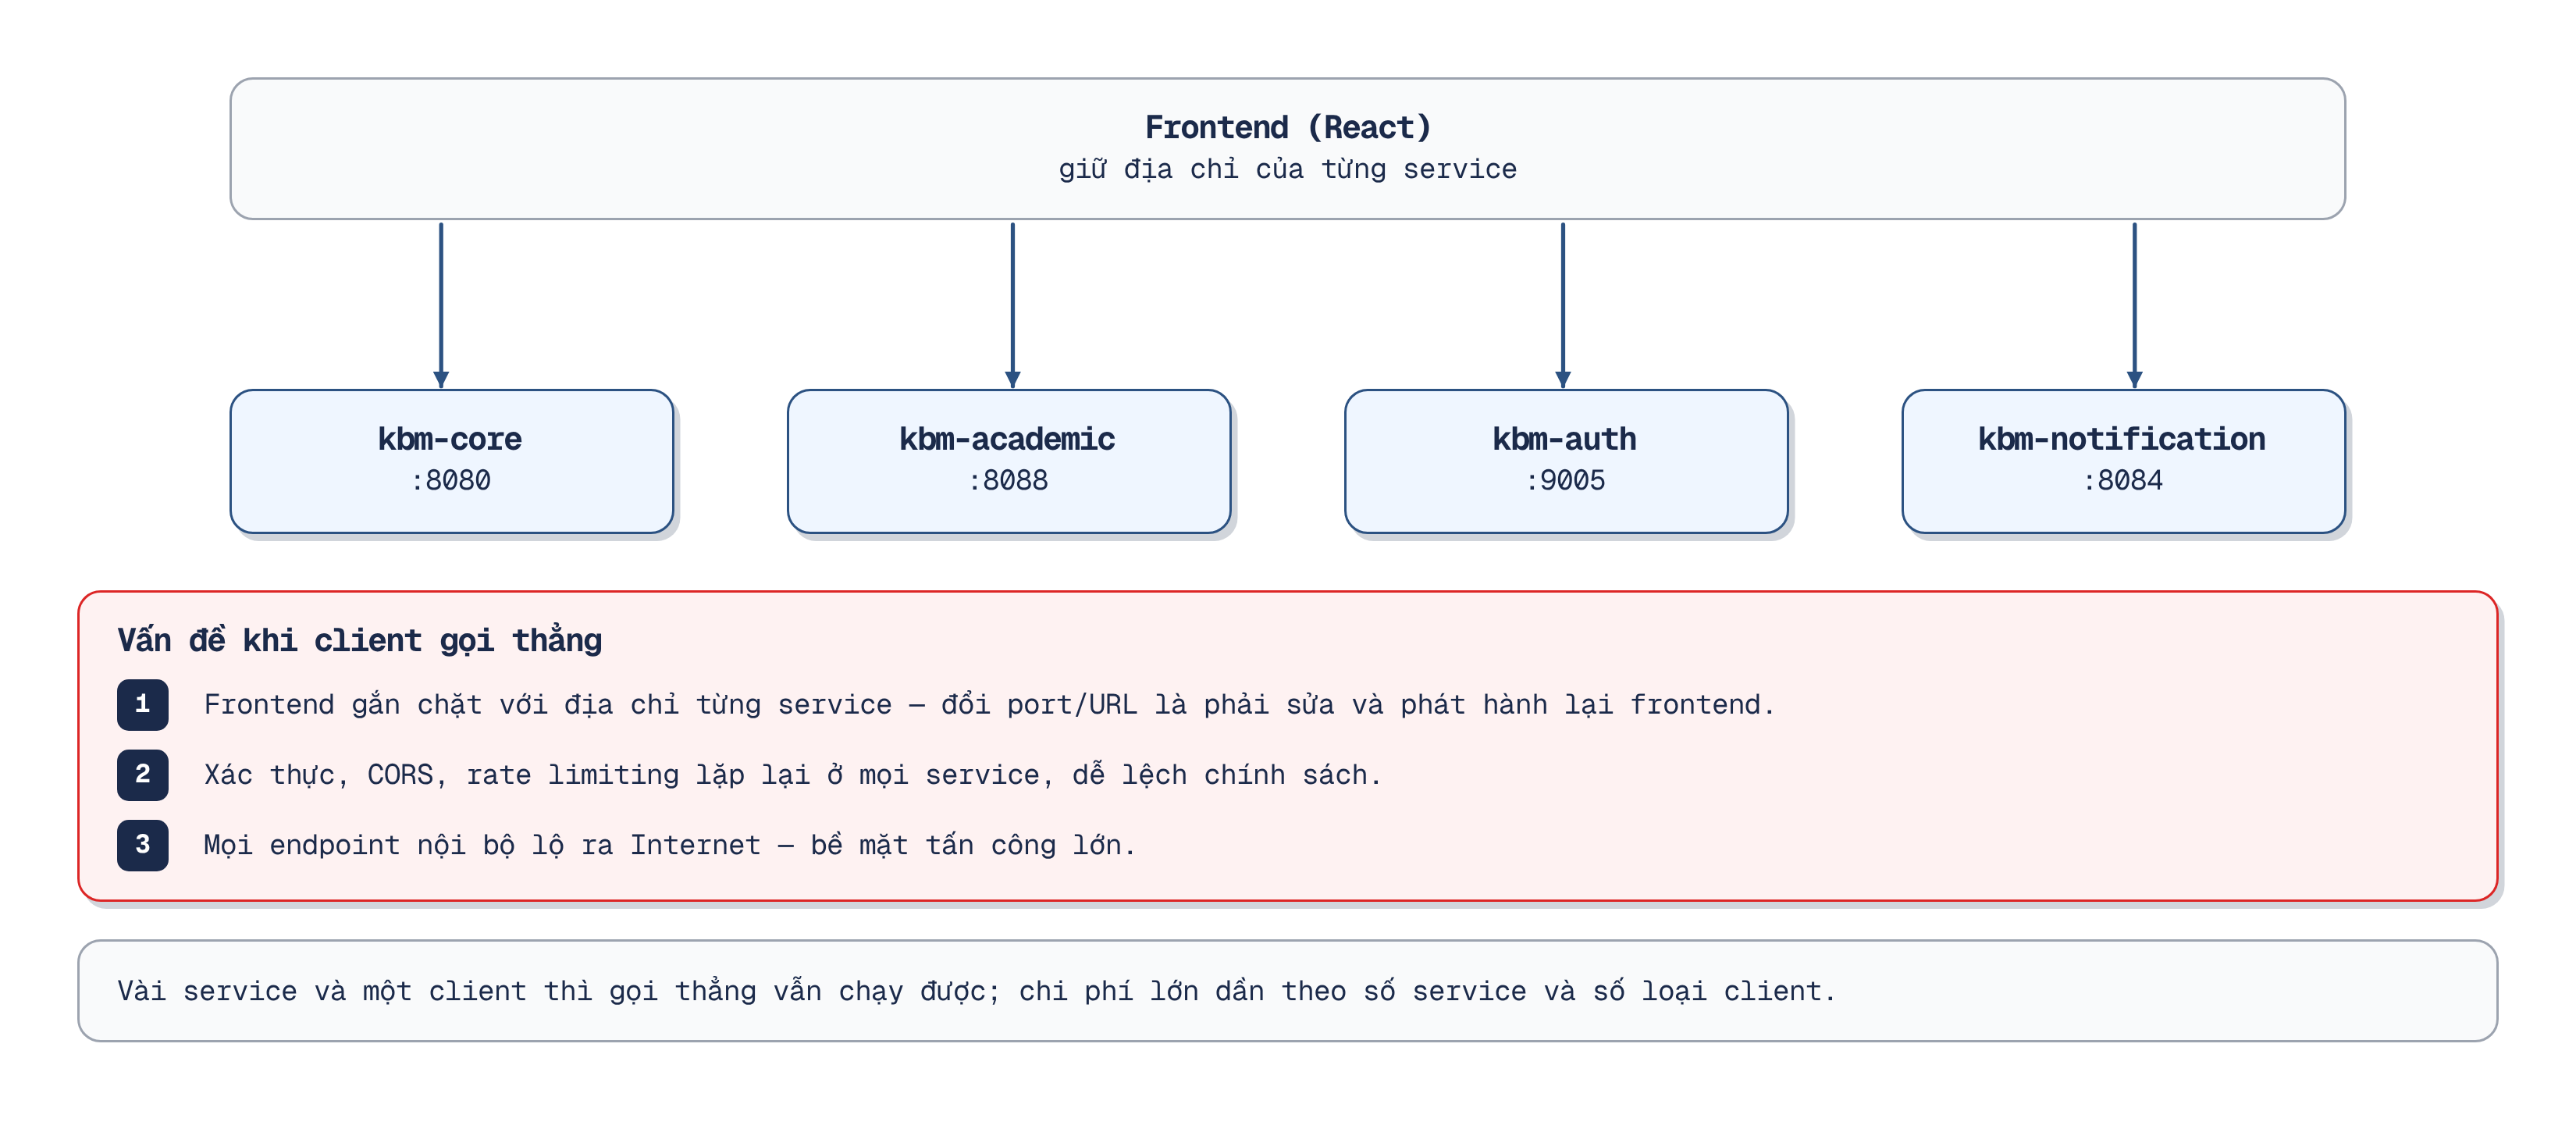 Frontend (React)
giữ địa chỉ của từng service
kbm-core
:8080
kbm-academic
:8088
kbm-auth
:9005
kbm-notification
:8084
Vấn đề khi client gọi thẳng
1 Frontend gắn chặt với địa chỉ từng service — đổi port/URL là phải sửa và phát hành lại frontend.
2 Xác thực, CORS, rate limiting lặp lại ở mọi service, dễ lệch chính sách.
3 Mọi endpoint nội bộ lộ ra Internet — bề mặt tấn công lớn.
Vài service và một client thì gọi thẳng vẫn chạy được; chi phí lớn dần theo số service và số loại client.